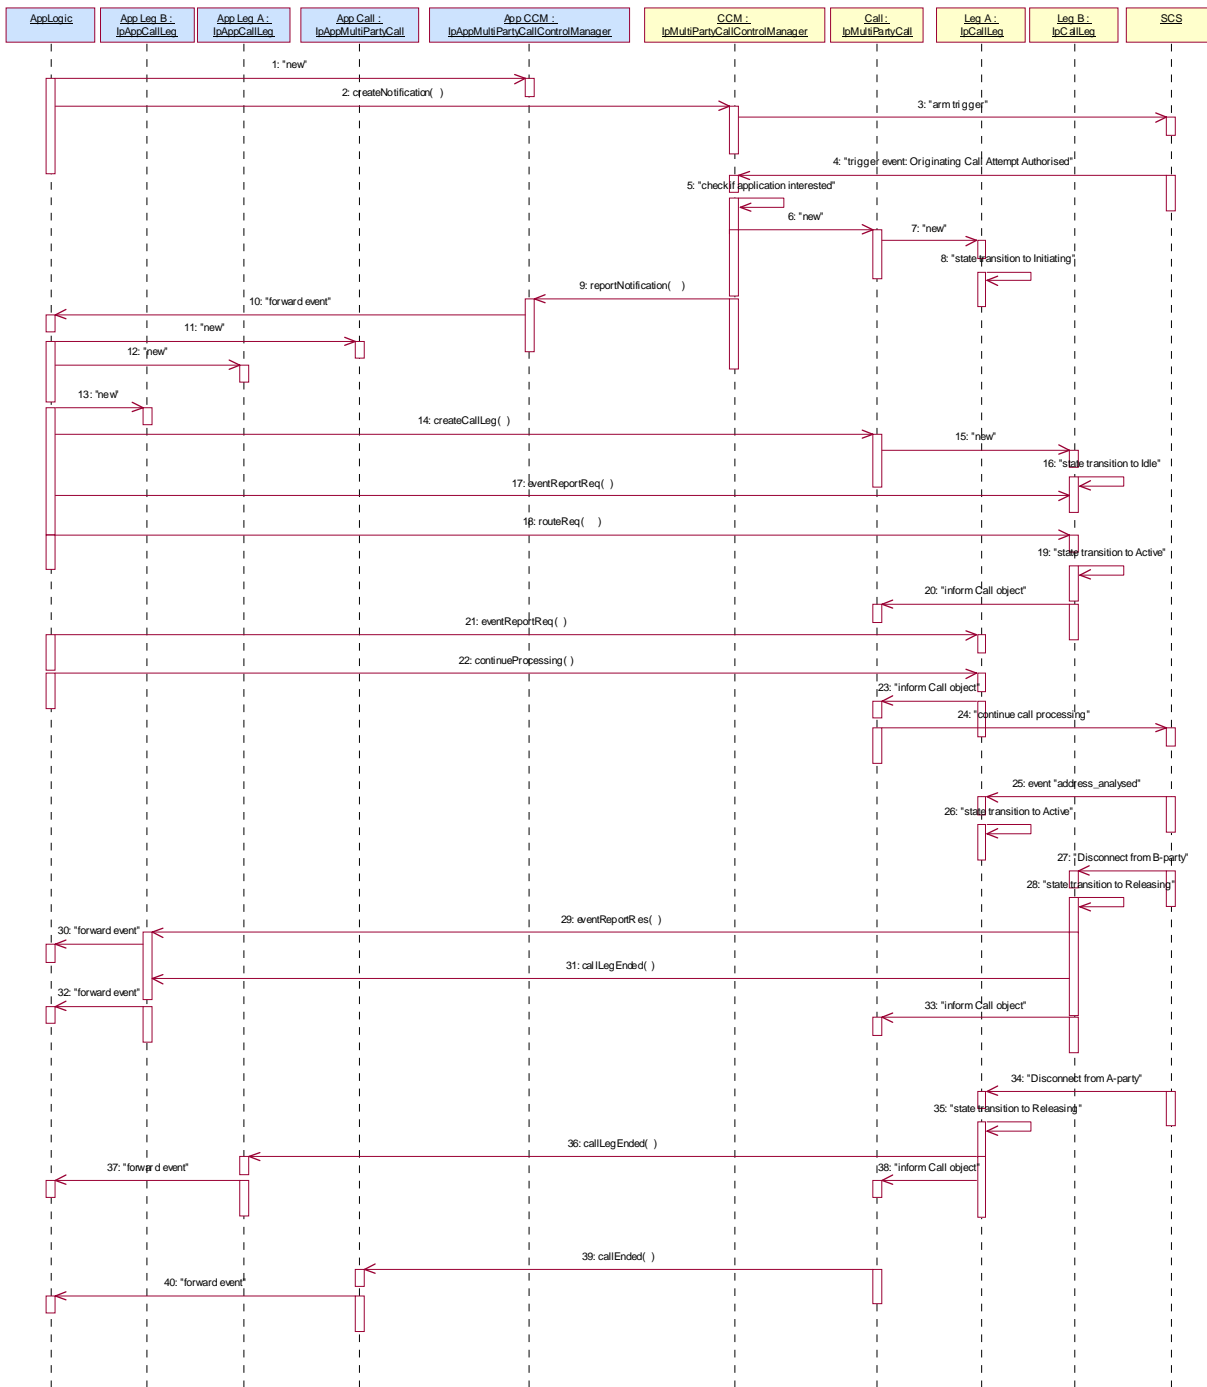 AppLogic
App Leg B :
IpAppCallLeg
App Leg A :
IpAppCallLeg
App Call :
IpAppMultiPartyCall
App CCM :
IpAppMultiPartyCallControlManager
CCM :
IpMultiPartyCallControlManager
Call :
IpMultiPartyCall
Leg A :
IpCallLeg
Leg B :
IpCallLeg
SCS
1: "new"
2: createNotification( )
3: "arm trigger"
4: "trigger event: Originating Call Attempt Authorised"
5: "check if application interested"
6: "new"
7: "new"
8: "state transition to Initiating"
9: reportNotification( )
10: "forward event"
11: "new"
12: "new"
13: "new"
14: createCallLeg( )
15: "new"
16: "state transition to Idle"
17: eventReportReq( )
18: routeReq( )
19: "state transition to Active"
20: "inform Call object"
21: eventReportReq( )
22: continueProcessing( )
23: "inform Call object"
24: "continue call processing"
25: event "address_analysed"
26: "state transition to Active"
27: "Disconnect from B-party"
28: "state transition to Releasing"
29: eventReportRes( )
30: "forward event"
31: callLegEnded( )
32: "forward event"
33: "inform Call object"
34: "Disconnect from A-party"
35: "state transition to Releasing"
36: callLegEnded( )
37: "forward event"
38: "inform Call object"
39: callEnded( )
40: "forward event"